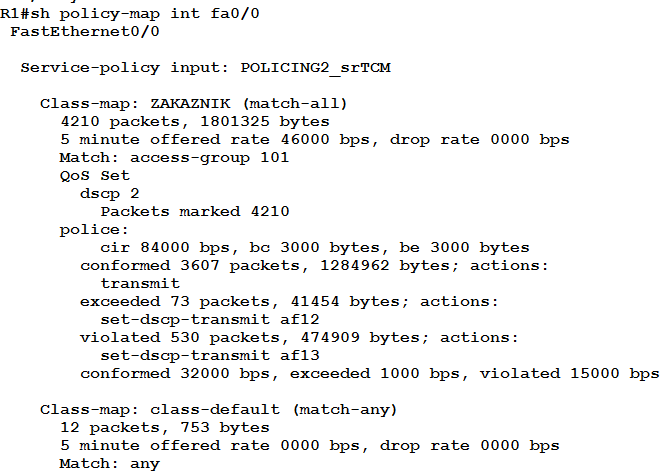 R1#sh policy-map int fa0/0
FastEthernet0/0
Service-policy input: POLICING2_srTCM
Class-map: ZAKAZNIK (match-all)
4210 packets, 1801325 bytes
5 minute offered rate 46000 bps, drop rate 0000 bps
Match: access-group 101
QoS Set
dscp 2
Packets marked 4210
police:
cir 84000 bps, bc 3000 bytes, be 3000 bytes
conformed 3607 packets, 1284962 bytes; actions:
transmit
exceeded 73 packets, 41454 bytes; actions:
set-dscp-transmit af12
violated 530 packets, 474909 bytes; actions:
set-dscp-transmit af13
conformed 32000 bps, exceeded 1000 bps, violated 15000 bps
Class-map: class-default (match-any)
12 packets, 753 bytes
5 minute offered rate 0000 bps, drop rate 0000 bps
Match: any